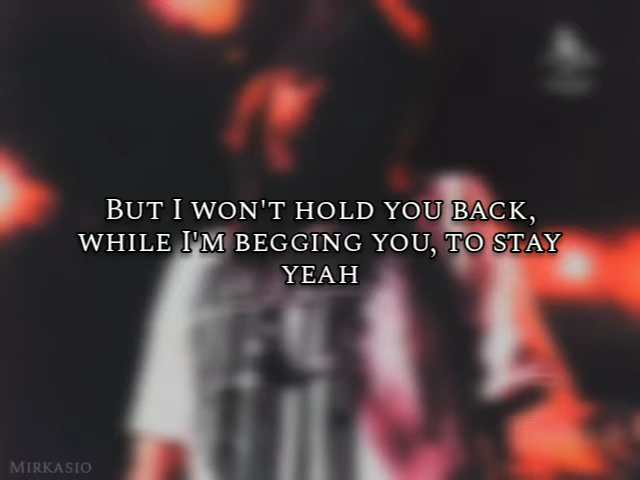 But I won't hold you back,
while I'm begging you, to stay
yeah
Mirkasio